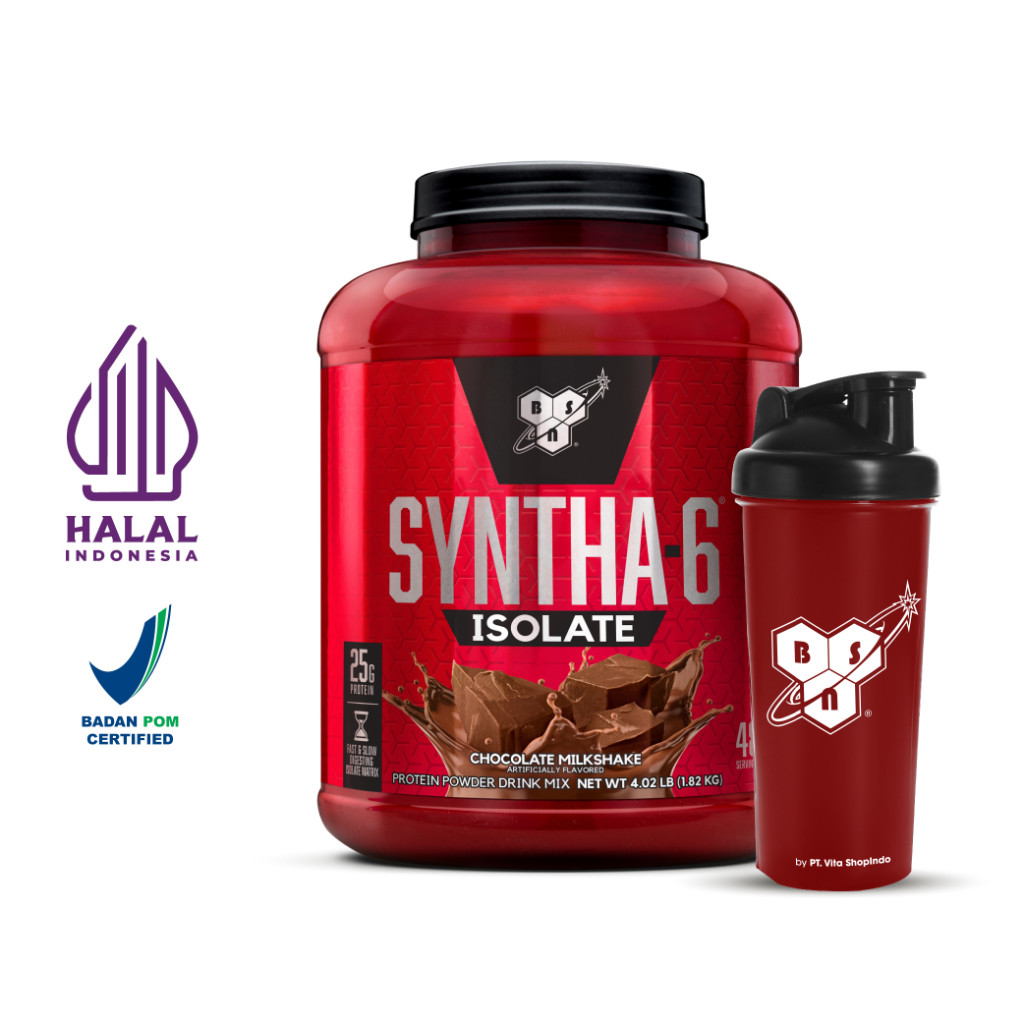 HALAL
INDONESIA
BADAN POM
CERTIFIED
B S
n
®
SYNTHA-6®
ISOLATE
25G
PROTEIN
FAST & SLOW
DIGESTING
ISOLATE MATRIX
CHOCOLATE MILKSHAKE
ARTIFICIALLY FLAVORED
PROTEIN POWDER DRINK MIX NET WT 4.02 LB (1.82 KG)
B S
n
®
by PT. Vita ShopIndo